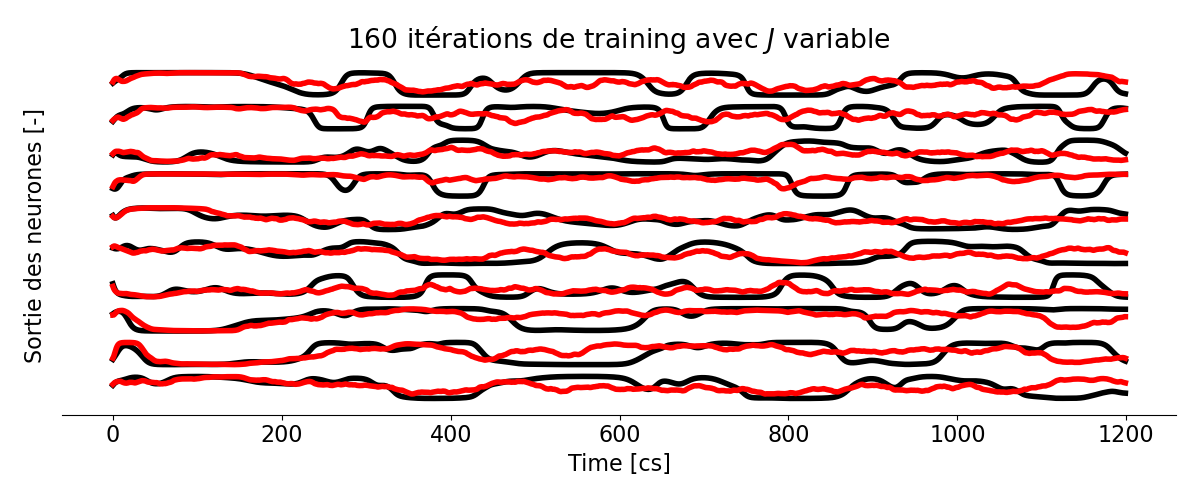 160 itérations de training avec J variable
Sortie des neurones [-]
0 200 400 600 800 1000 1200
Time [cs]